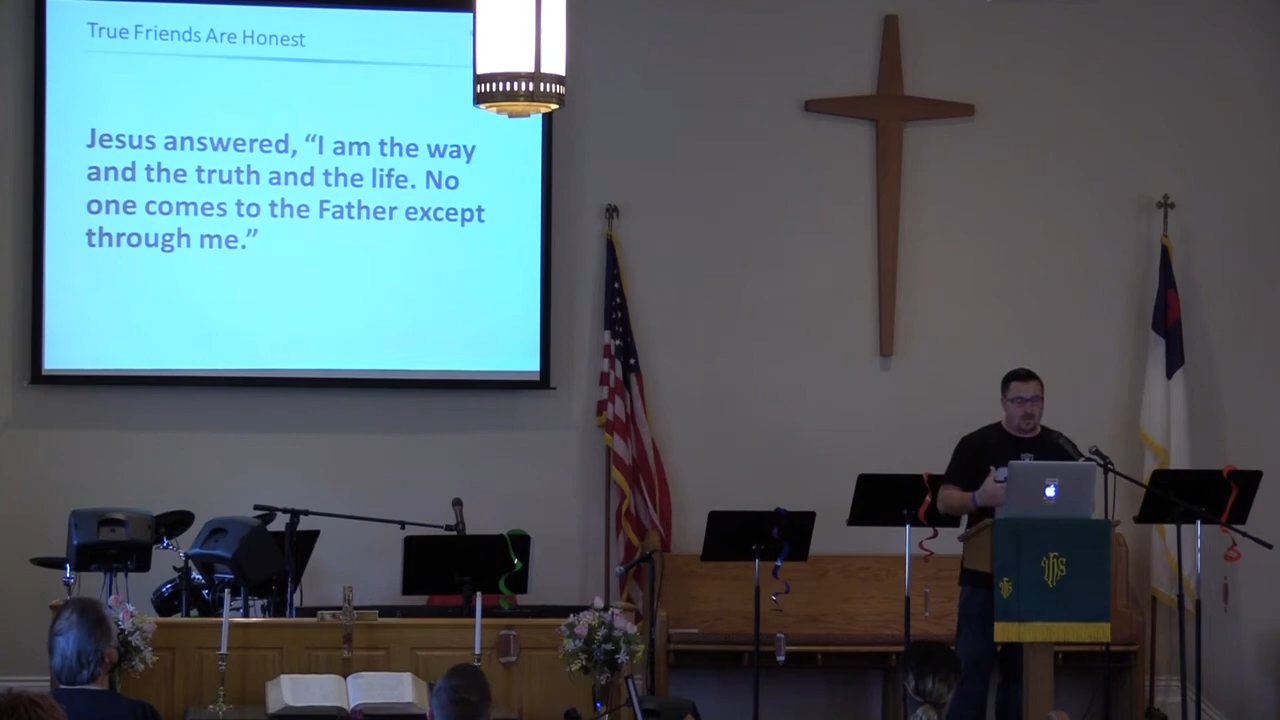 True Friends Are Honest
Jesus answered, “I am the way
and the truth and the life. No
one comes to the Father except
through me.”
IHS